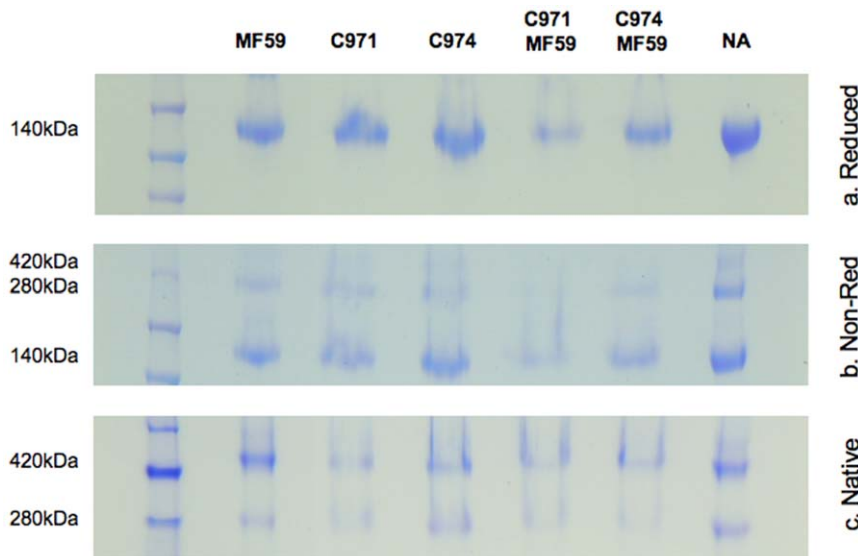 MF59 C971 C974 C971 MF59 C974 MF59 NA
140kDa
a. Reduced
420kDa
280kDa
140kDa
b. Non-Red
420kDa
280kDa
c. Native